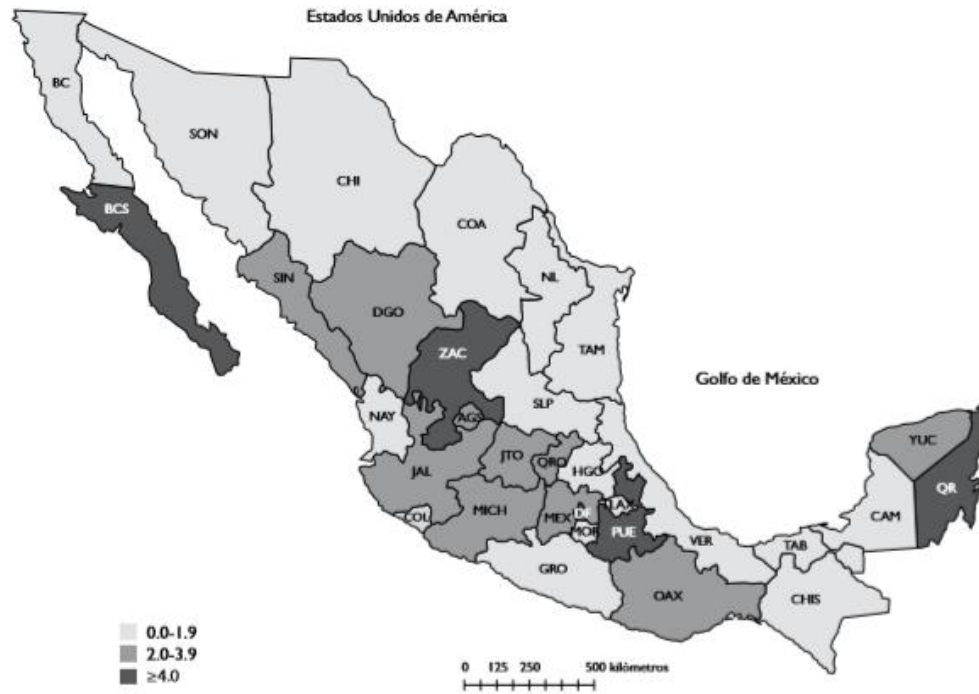 Estados Unidos de América
BC
SON
CHI
BCS
COA
SIN
NL
DGO
TAM
ZAC
Golfo de México
NAY
AGS
SLP
YUC
JAL
JTO
QRO
HGO
QR
COL
MICH
MEX
DF
TLAX
CAM
MOR
PUE
VER
TAB
GRO
OAX
CHIS
0.0-1.9
2.0-3.9
≥4.0
0 125 250 500 kilómetros